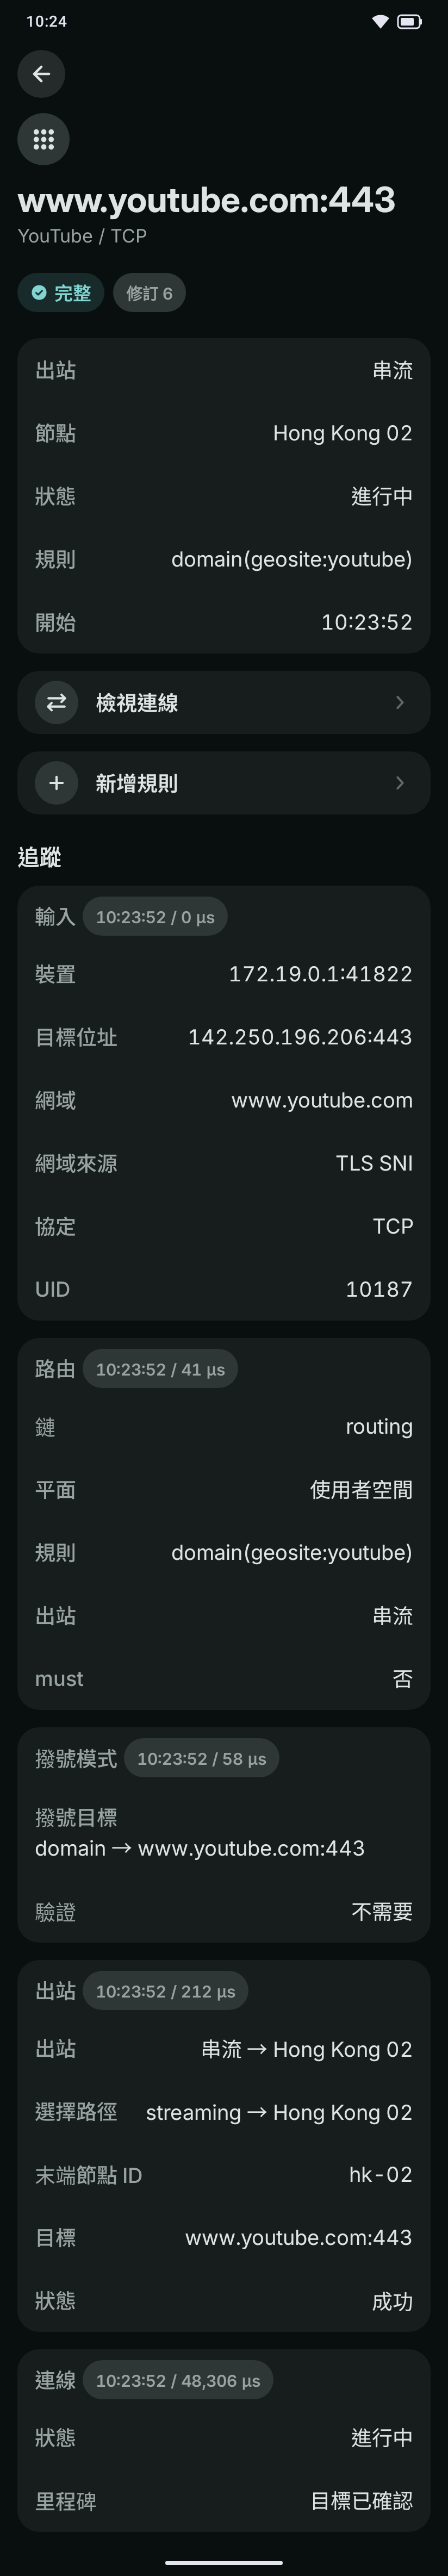 10:24
www.youtube.com:443
YouTube / TCP
完整
修訂 6
出站
串流
節點
Hong Kong 02
狀態
進行中
規則
domain(geosite:youtube)
開始
10:23:52
檢視連線
新增規則
追蹤
輸入
10:23:52 / 0 μs
裝置
172.19.0.1:41822
目標位址
142.250.196.206:443
網域
www.youtube.com
網域來源
TLS SNI
協定
TCP
UID
10187
路由
10:23:52 / 41 μs
鏈
routing
平面
使用者空間
規則
domain(geosite:youtube)
出站
串流
must
否
撥號模式
10:23:52 / 58 μs
撥號目標
domain → www.youtube.com:443
驗證
不需要
出站
10:23:52 / 212 μs
出站
串流 → Hong Kong 02
選擇路徑
streaming → Hong Kong 02
末端節點 ID
hk-02
目標
www.youtube.com:443
狀態
成功
連線
10:23:52 / 48,306 μs
狀態
進行中
里程碑
目標已確認